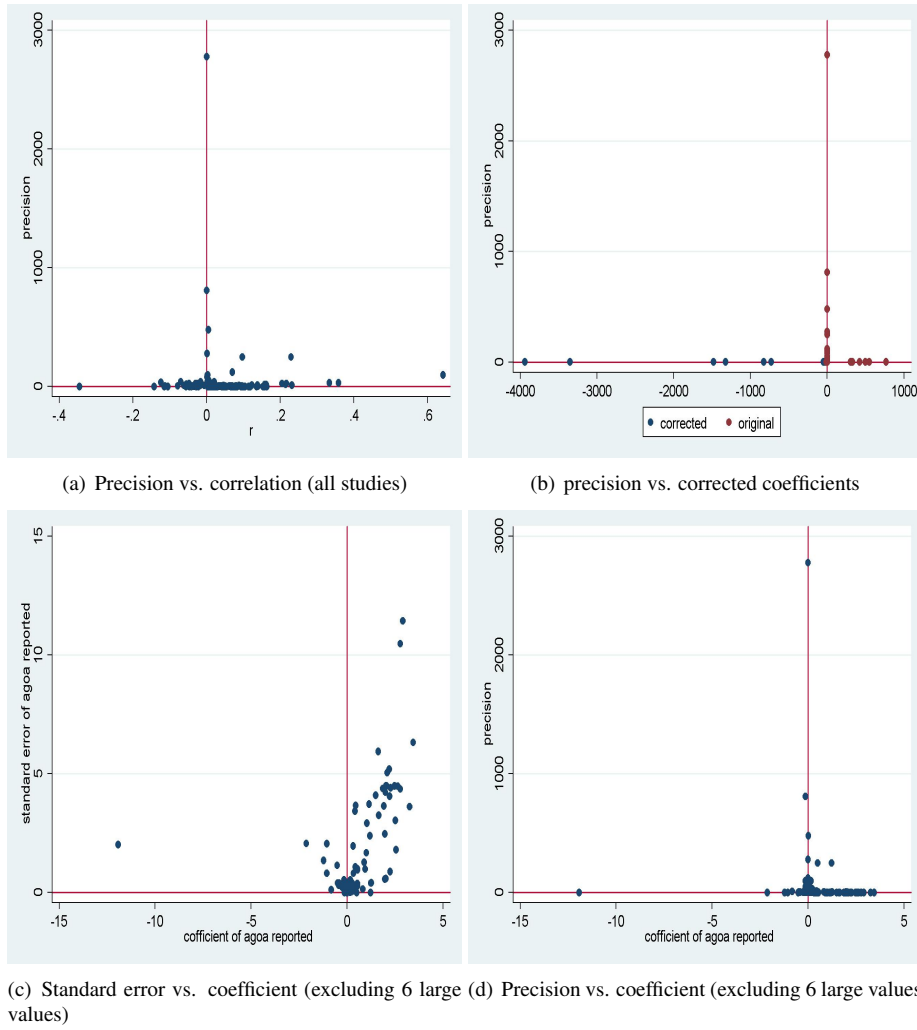 3000
2000
1000
0
precision
-.4
-.2
0
.2
.4
.6
r
(a) Precision vs. correlation (all studies)
3000
2000
1000
0
precision
-4000
-3000
-2000
-1000
0
1000
corrected
original
(b) precision vs. corrected coefficients
15
10
5
0
standard error of agoa reported
-15
-10
-5
0
5
cofficient of agoa reported
(c) Standard error vs. coefficient (excluding 6 large
values)
3000
2000
1000
0
precision
-15
-10
-5
0
5
cofficient of agoa reported
(d) Precision vs. coefficient (excluding 6 large values